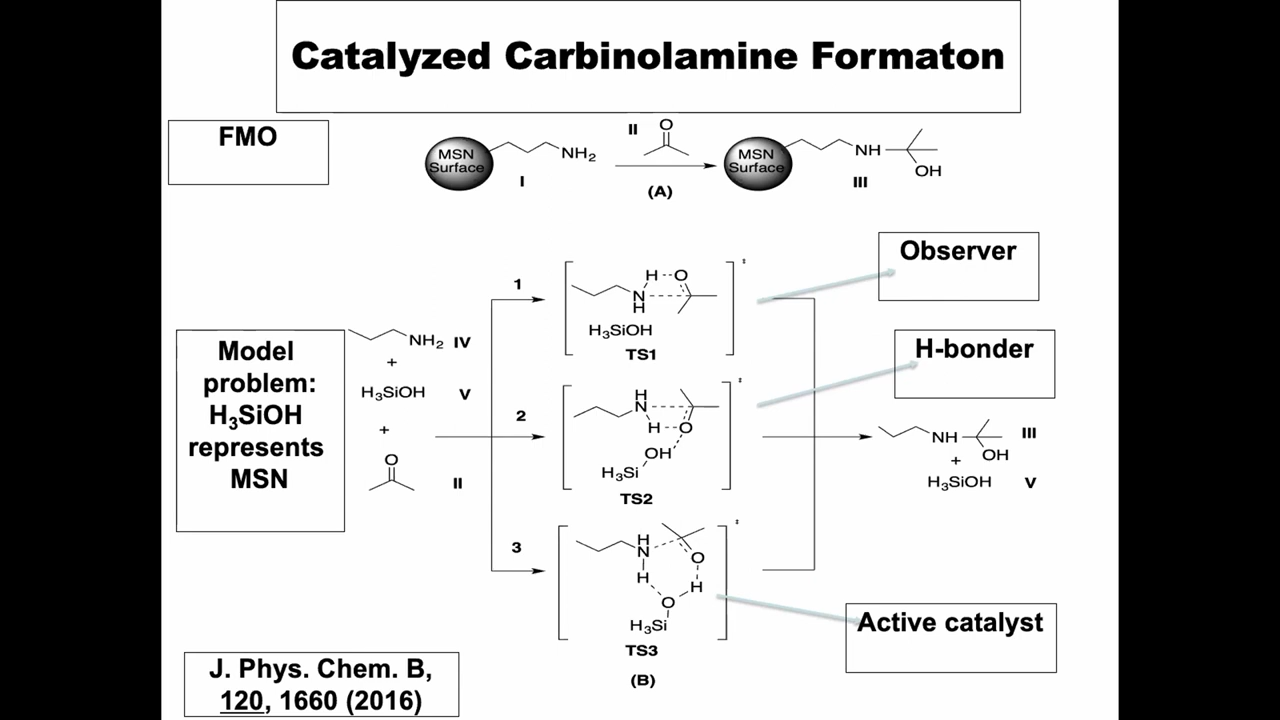 Catalyzed Carbinolamine Formaton
FMO
MSN
Surface
NH2
I
II
O
(A)
MSN
Surface
NH
OH
III
Observer
1
H
O
N
H
H3SiOH
TS1
‡
Model
problem:
H3SiOH
represents
MSN
NH2 IV
+
H3SiOH V
+
O
II
H-bonder
2
H
N
H
O
OH
H3Si
TS2
‡
NH
OH
III
+
H3SiOH V
3
H
N
O
H
H
O
H3Si
TS3
‡
(B)
Active catalyst
J. Phys. Chem. B,
120, 1660 (2016)